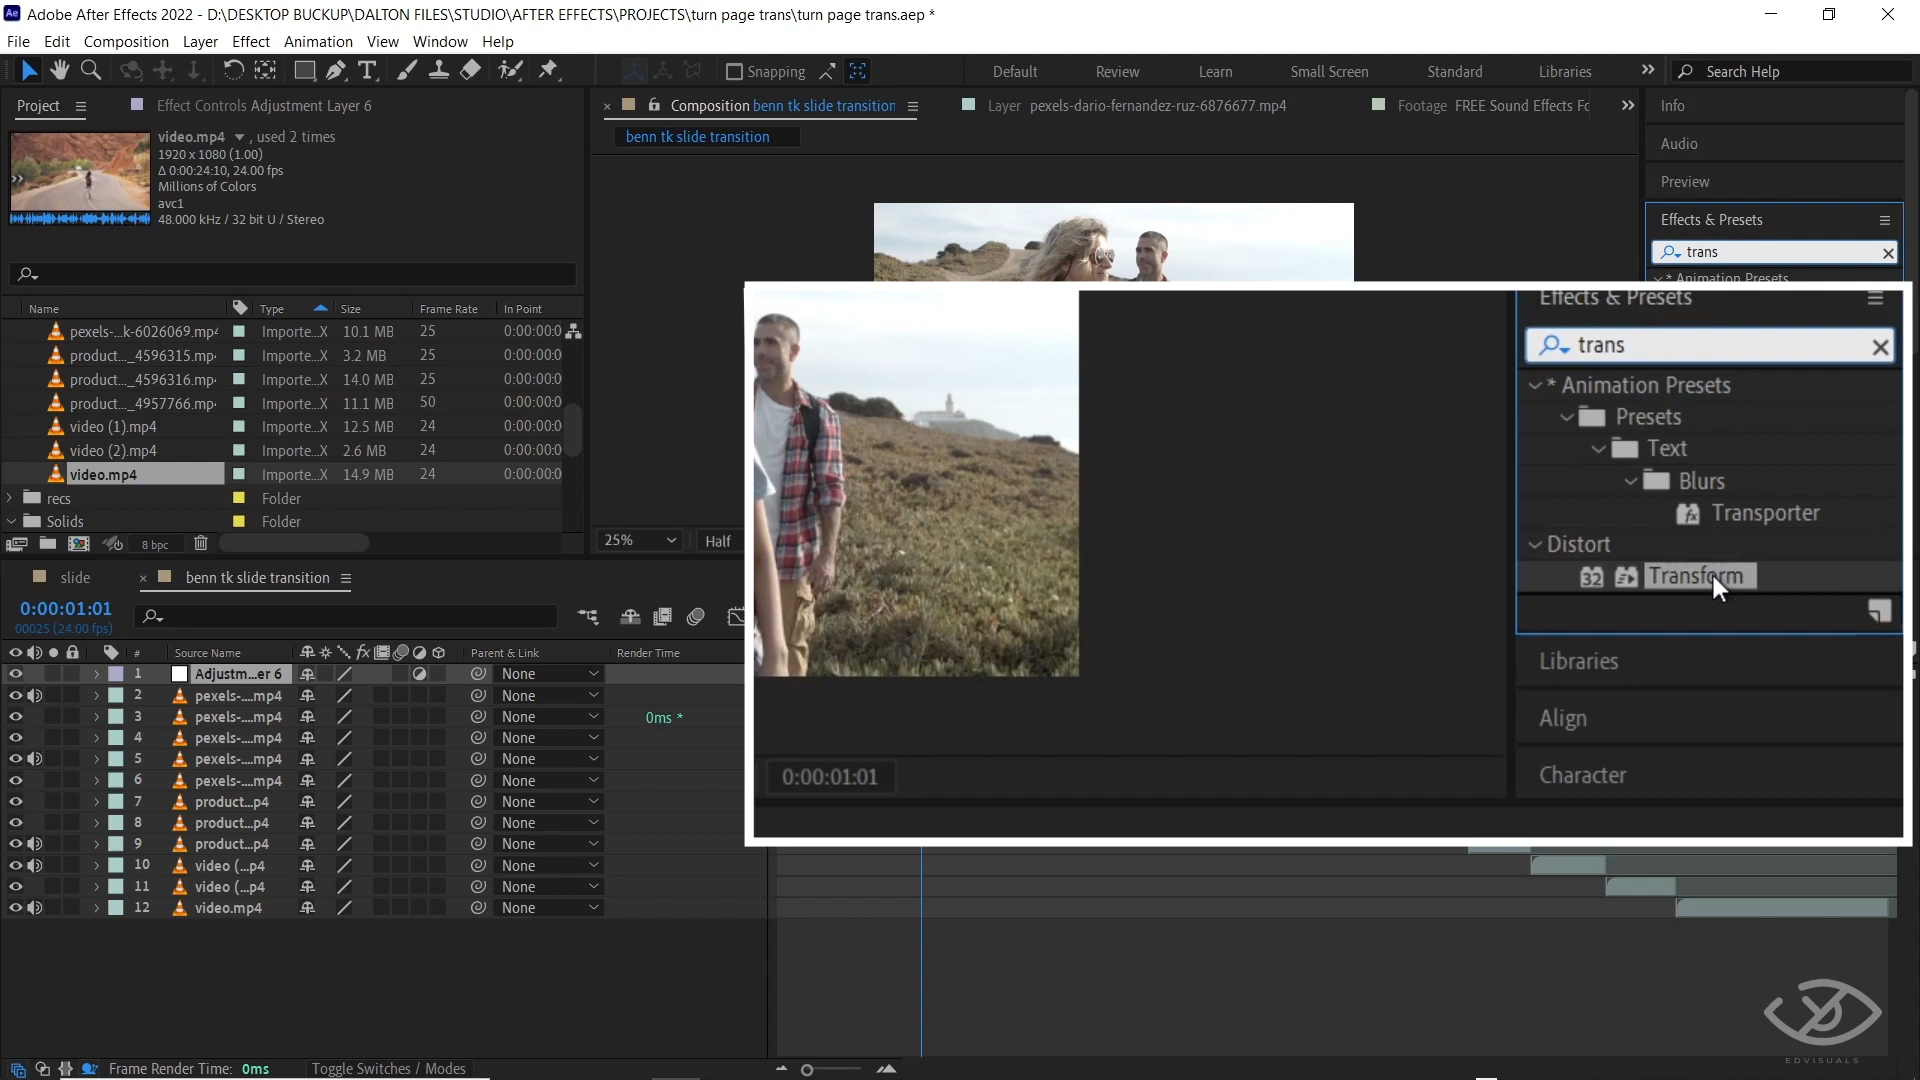 Adobe After Effects 2022 - D:\DESKTOP BUCKUP\DALTON FILES\STUDIO\AFTER EFFECTS\PROJECTS\turn page trans\turn page trans.aep *
File Edit Composition Layer Effect Animation View Window Help
Snapping
Default Review Learn Small Screen Standard Libraries
Search Help
Project
Effect Controls Adjustment Layer 6
Composition benn tk slide transition
Layer pexels-dario-fernandez-ruz-6876677.mp4
Footage FREE Sound Effects Fc
benn tk slide transition
Info
Audio
Preview
Effects & Presets
trans
* Animation Presets
video.mp4 , used 2 times
1920 x 1080 (1.00)
Δ 0:00:24:10, 24.00 fps
Millions of Colors
avc1
48.000 kHz / 32 bit U / Stereo
Name Type Size Frame Rate In Point
pexels-...k-6026069.mp4 Importe...X 10.1 MB 25 0:00:00:0
product..._4596315.mp4 Importe...X 3.2 MB 25 0:00:00:0
product..._4596316.mp4 Importe...X 14.0 MB 25 0:00:00:0
product..._4957766.mp4 Importe...X 11.1 MB 50 0:00:00:0
video (1).mp4 Importe...X 12.5 MB 24 0:00:00:0
video (2).mp4 Importe...X 2.6 MB 24 0:00:00:0
video.mp4 Importe...X 14.9 MB 24 0:00:00:0
recs Folder
Solids Folder
8 bpc
25%
Half
Effects & Presets
trans
* Animation Presets
Presets
Text
Blurs
Transporter
Distort
32 Transform
Libraries
Align
Character
0:00:01:01
slide
benn tk slide transition
0:00:01:01
00025 (24.00 fps)
# Source Name fx Parent & Link Render Time
1 Adjustm...er 6 None
2 pexels-....mp4 None
3 pexels-....mp4 None 0ms *
4 pexels-....mp4 None
5 pexels-....mp4 None
6 pexels-....mp4 None
7 product...p4 None
8 product...p4 None
9 product...p4 None
10 video (...p4 None
11 video (...p4 None
12 video.mp4 None
Frame Render Time: 0ms
Toggle Switches / Modes
EDVISUALS